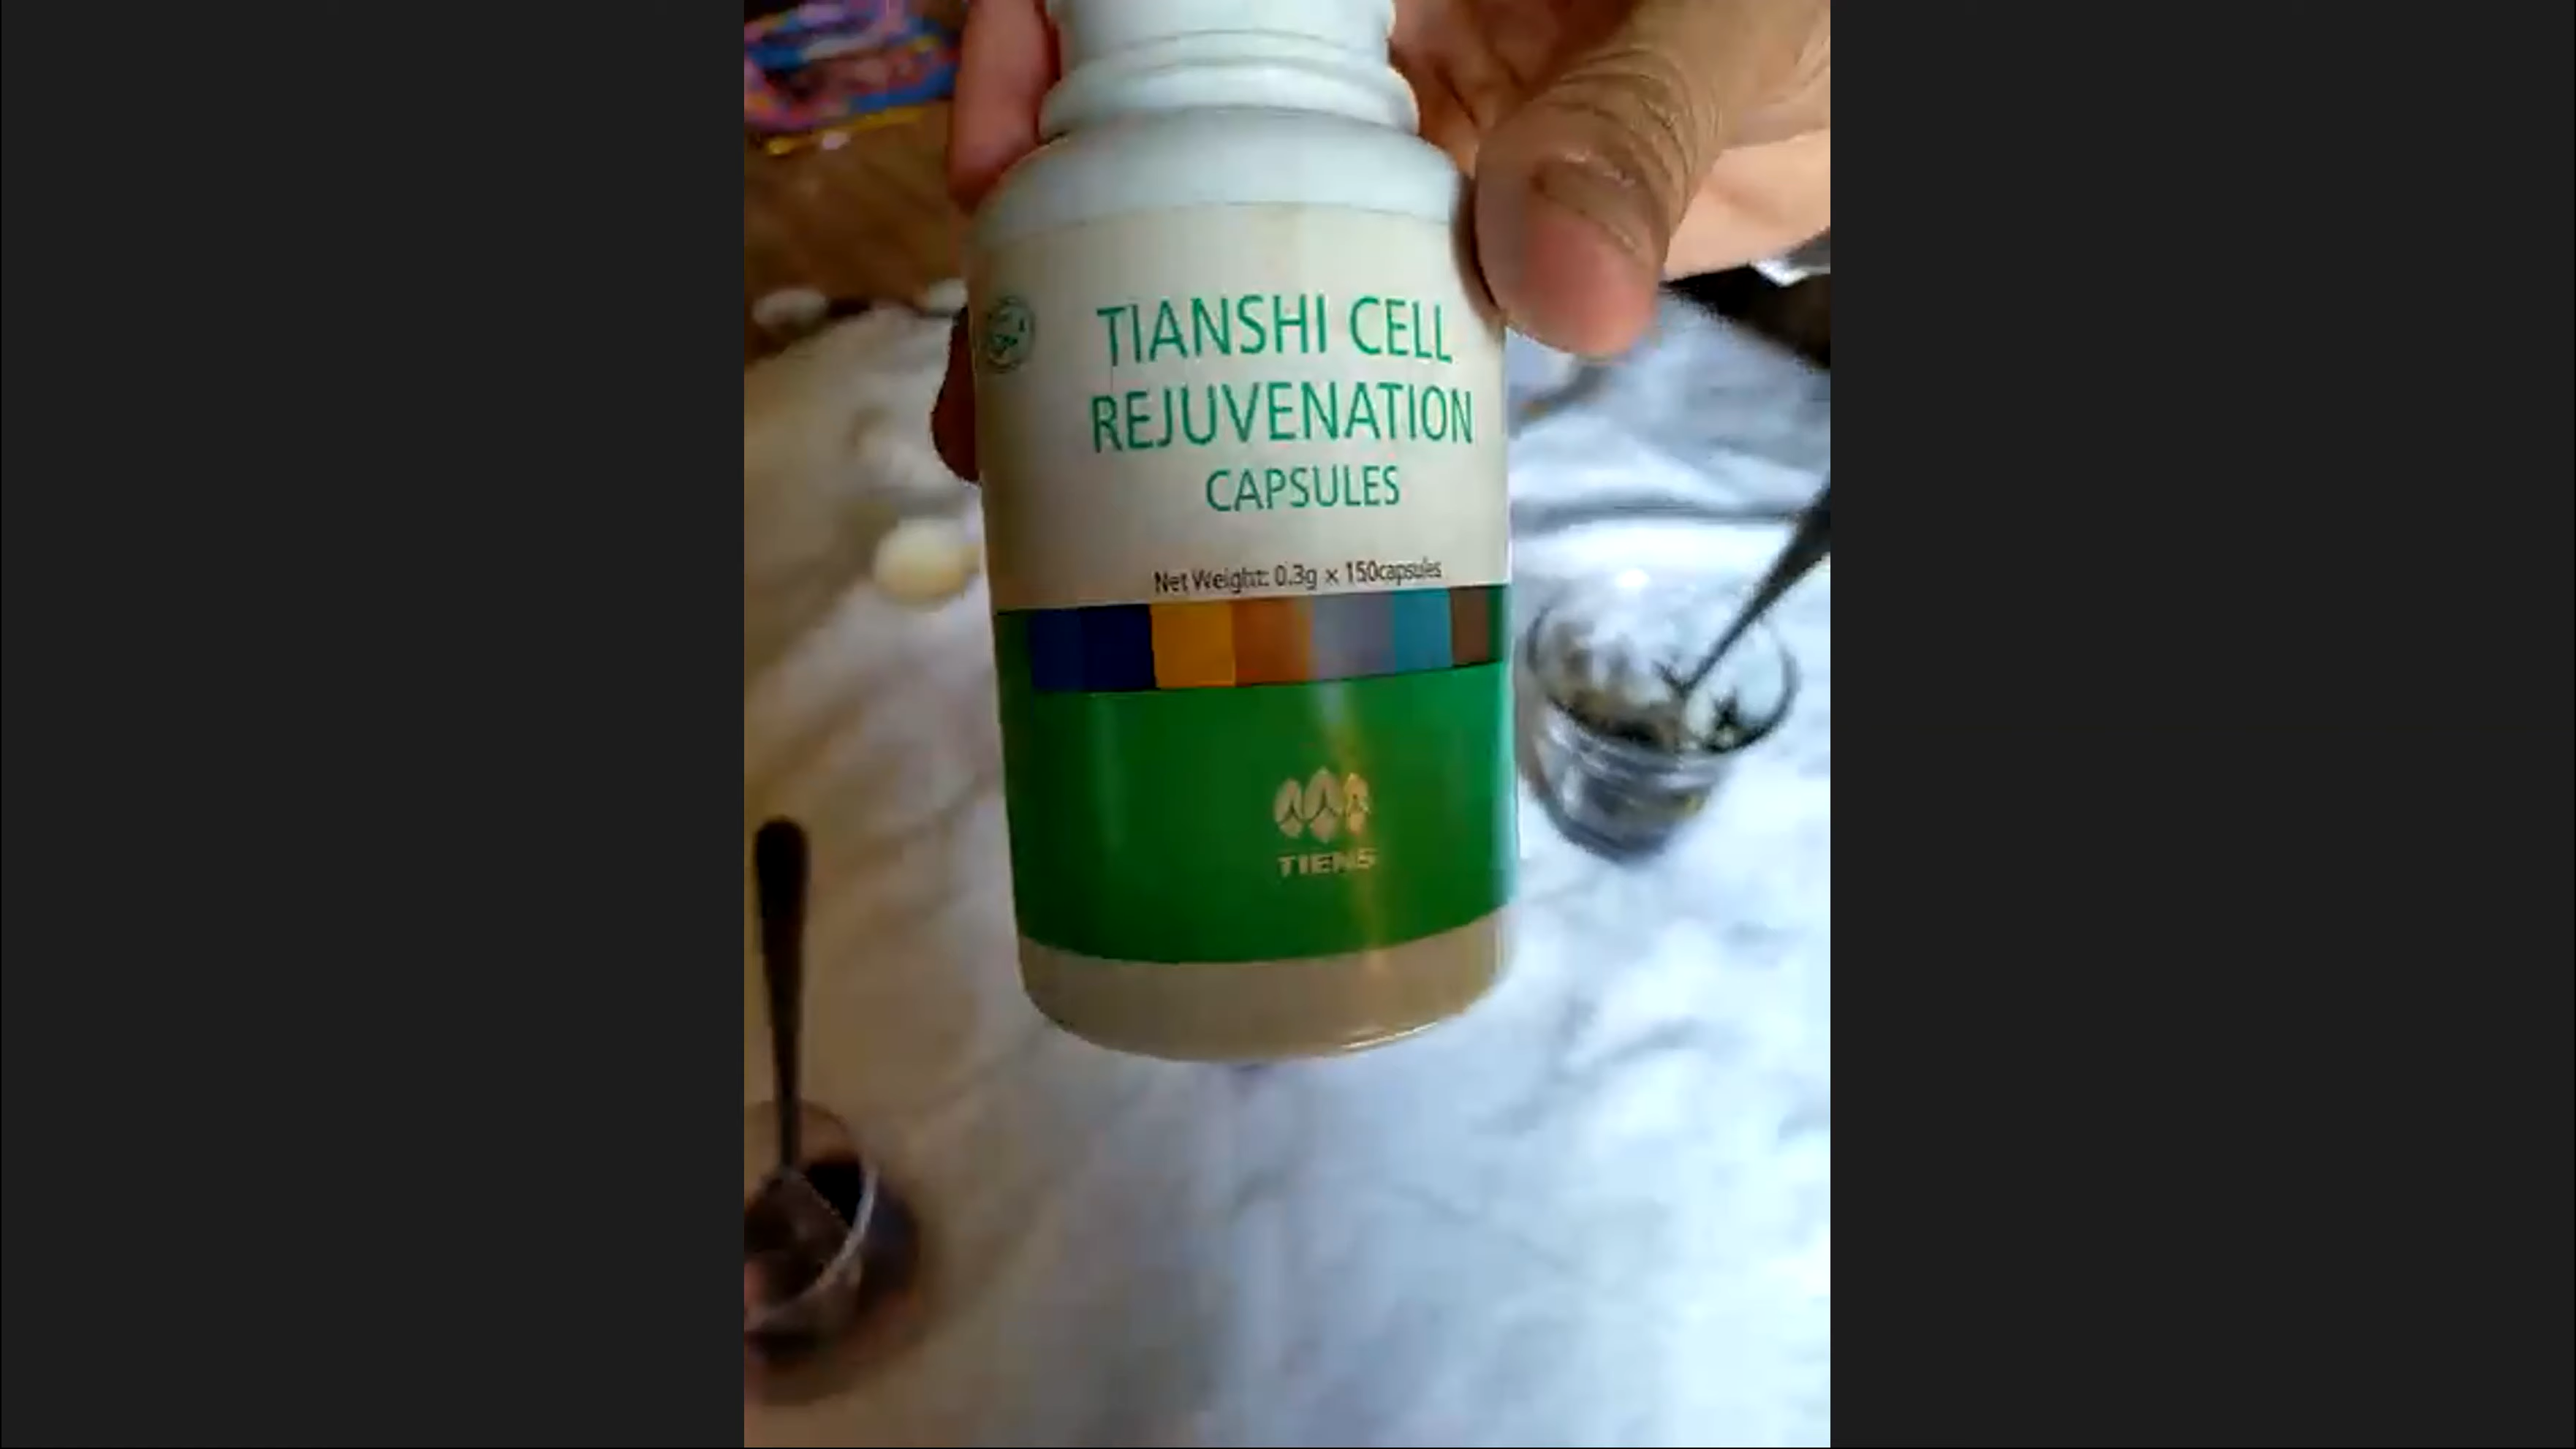 TIANSHI CELL
REJUVENATION
CAPSULES
Net Weight: 0.3g × 150capsules
TIENS